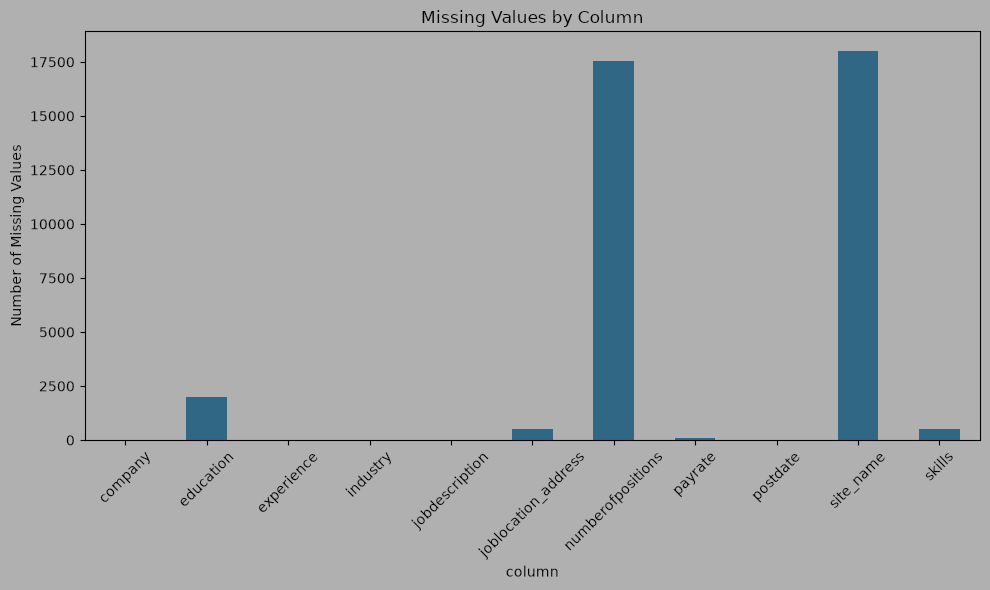 Missing Values by Column
Number of Missing Values
17500
15000
12500
10000
7500
5000
2500
0
company
education
experience
industry
jobdescription
joblocation_address
numberofpositions
payrate
postdate
site_name
skills
column